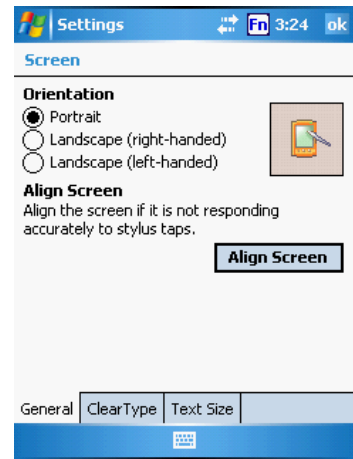 Settings Fn 3:24 ok
Screen
Orientation
Portrait
Landscape (right-handed)
Landscape (left-handed)
Align Screen
Align the screen if it is not responding
accurately to stylus taps.
Align Screen
General ClearType Text Size